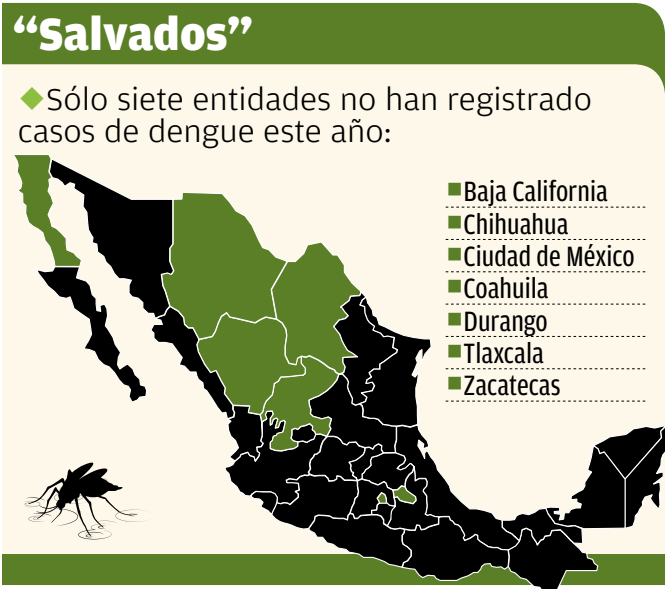 “Salvados”
Sólo siete entidades no han registrado
casos de dengue este año:
Baja California
Chihuahua
Ciudad de México
Coahuila
Durango
Tlaxcala
Zacatecas